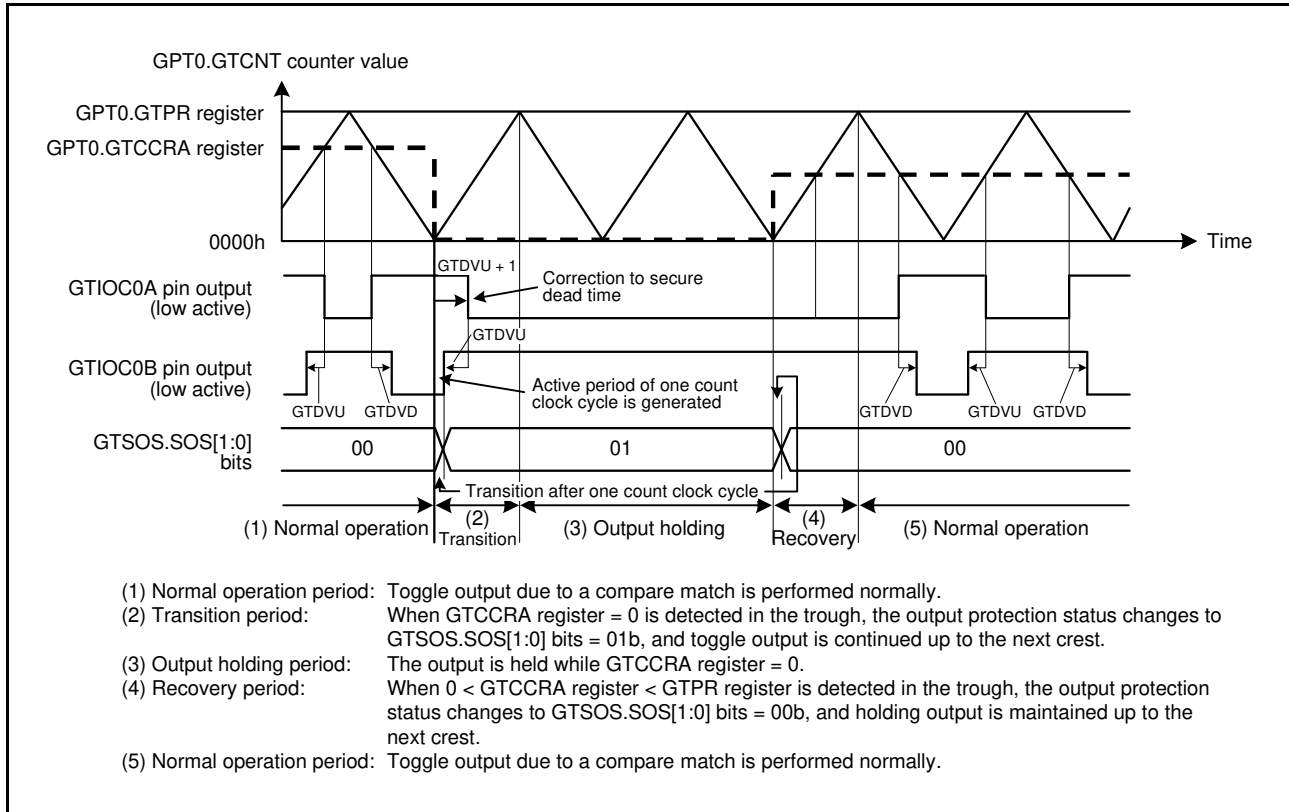 GPT0.GTCNT counter value
GPT0.GTPR register
GPT0.GTCCRA register
0000h
Time
GTDVU + 1
Correction to secure
dead time
GTIOC0A pin output
(low active)
GTDVU
GTIOC0B pin output
(low active)
Active period of one count
clock cycle is generated
GTDVU
GTDVD
GTDVD
GTDVU
GTDVD
GTSOS.SOS[1:0]
bits
00
01
00
Transition after one count clock cycle
(1) Normal operation
(2)
Transition
(3) Output holding
(4)
Recovery
(5) Normal operation
(1) Normal operation period: Toggle output due to a compare match is performed normally.
(2) Transition period: When GTCCRA register = 0 is detected in the trough, the output protection status changes to
GTSOS.SOS[1:0] bits = 01b, and toggle output is continued up to the next crest.
(3) Output holding period: The output is held while GTCCRA register = 0.
(4) Recovery period: When 0 < GTCCRA register < GTPR register is detected in the trough, the output protection
status changes to GTSOS.SOS[1:0] bits = 00b, and holding output is maintained up to the
next crest.
(5) Normal operation period: Toggle output due to a compare match is performed normally.